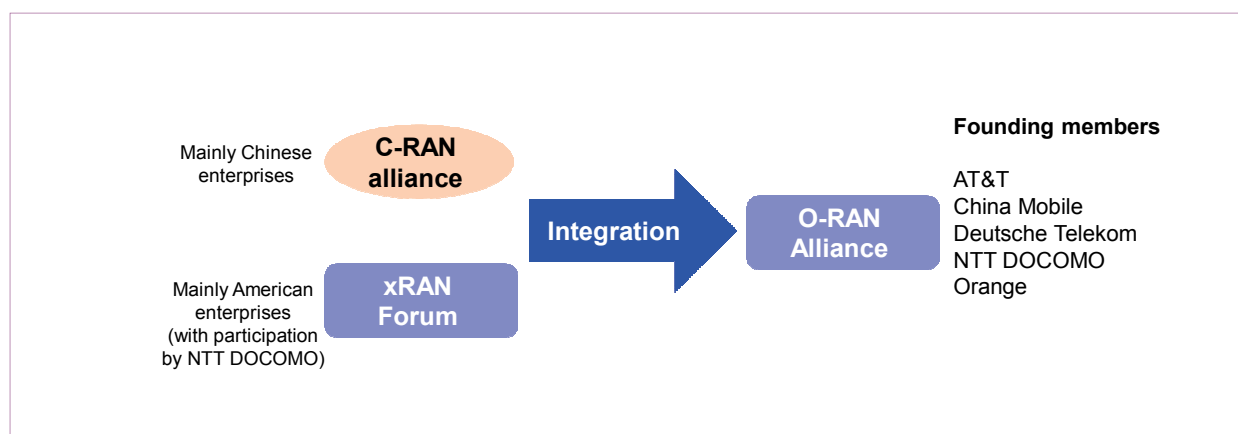 Mainly Chinese
enterprises
C-RAN
alliance
Mainly American
enterprises
(with participation
by NTT DOCOMO)
xRAN
Forum
Integration
O-RAN
Alliance
Founding members
AT&T
China Mobile
Deutsche Telekom
NTT DOCOMO
Orange